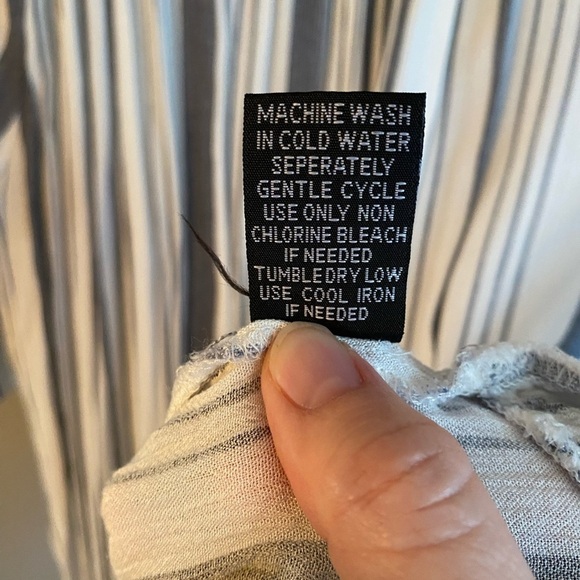 MACHINE WASH
IN COLD WATER
SEPERATELY
GENTLE CYCLE
USE ONLY NON
CHLORINE BLEACH
IF NEEDED
TUMBLEDRY LOW
USE COOL IRON
IF NEEDED